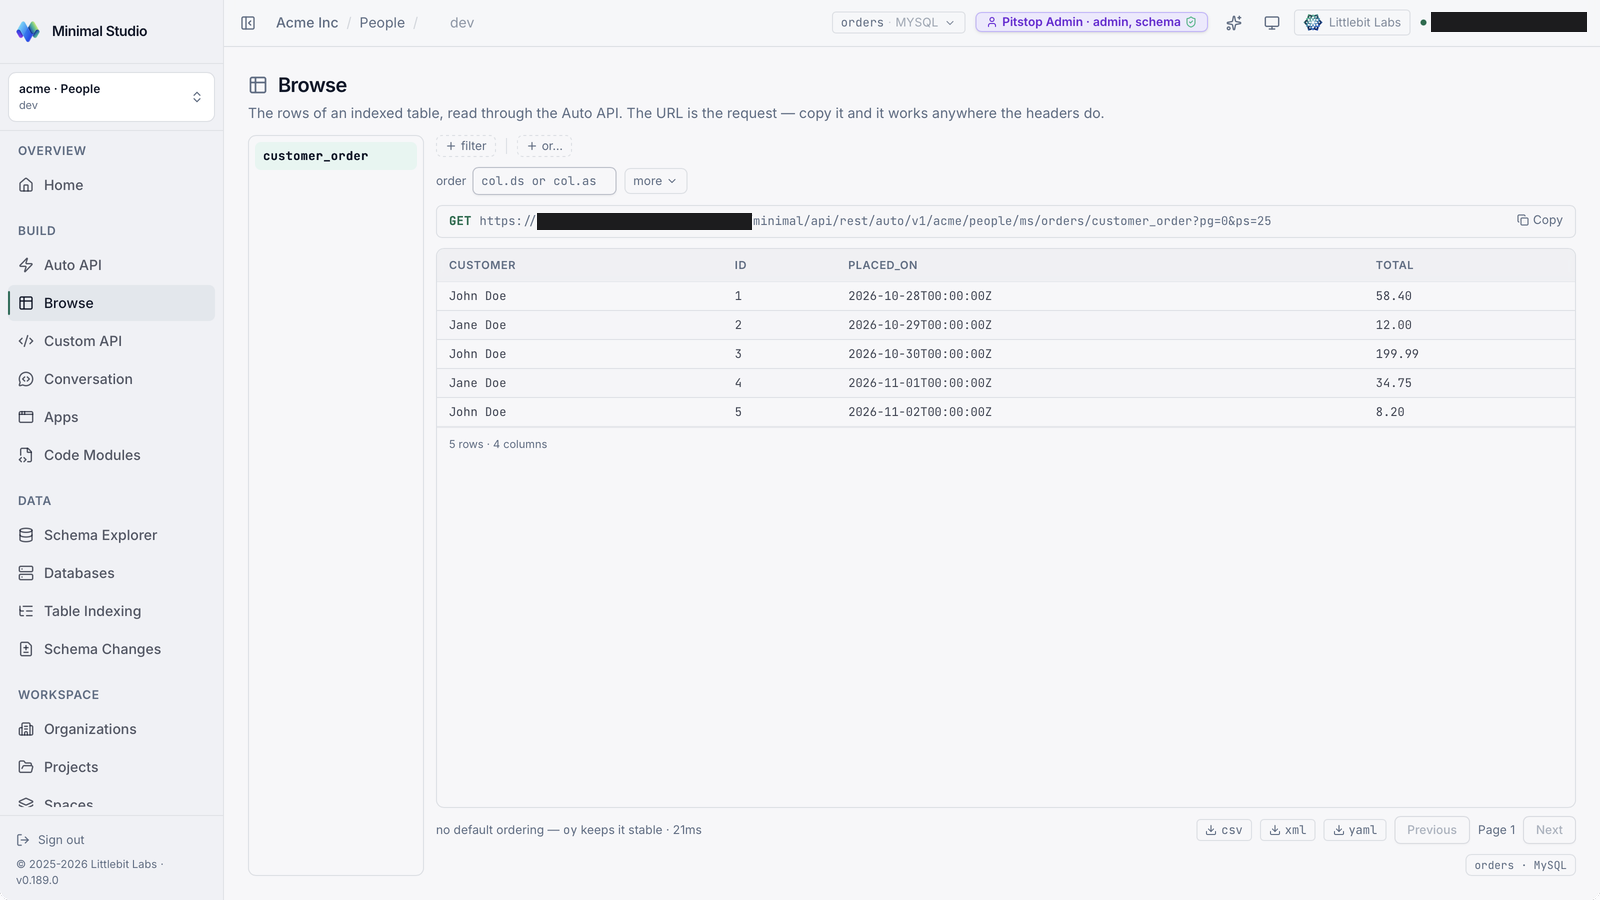 Minimal Studio
acme · People
dev
OVERVIEW
Home
BUILD
Auto API
Browse
Custom API
Conversation
Apps
Code Modules
DATA
Schema Explorer
Databases
Table Indexing
Schema Changes
WORKSPACE
Organizations
Projects
Spaces
Sign out
© 2025-2026 Littlebit Labs ·
v0.189.0
Acme Inc / People / dev
orders · MYSQL
Pitstop Admin · admin, schema
Littlebit Labs
Browse
The rows of an indexed table, read through the Auto API. The URL is the request — copy it and it works anywhere the headers do.
customer_order
+ filter
+ or...
order col.ds or col.as more
GET https:// minimal/api/rest/auto/v1/acme/people/ms/orders/customer_order?pg=0&ps=25 Copy
CUSTOMER ID PLACED_ON TOTAL
John Doe 1 2026-10-28T00:00:00Z 58.40
Jane Doe 2 2026-10-29T00:00:00Z 12.00
John Doe 3 2026-10-30T00:00:00Z 199.99
Jane Doe 4 2026-11-01T00:00:00Z 34.75
John Doe 5 2026-11-02T00:00:00Z 8.20
5 rows · 4 columns
no default ordering — oy keeps it stable · 21ms
csv xml yaml Previous Page 1 Next
orders · MySQL